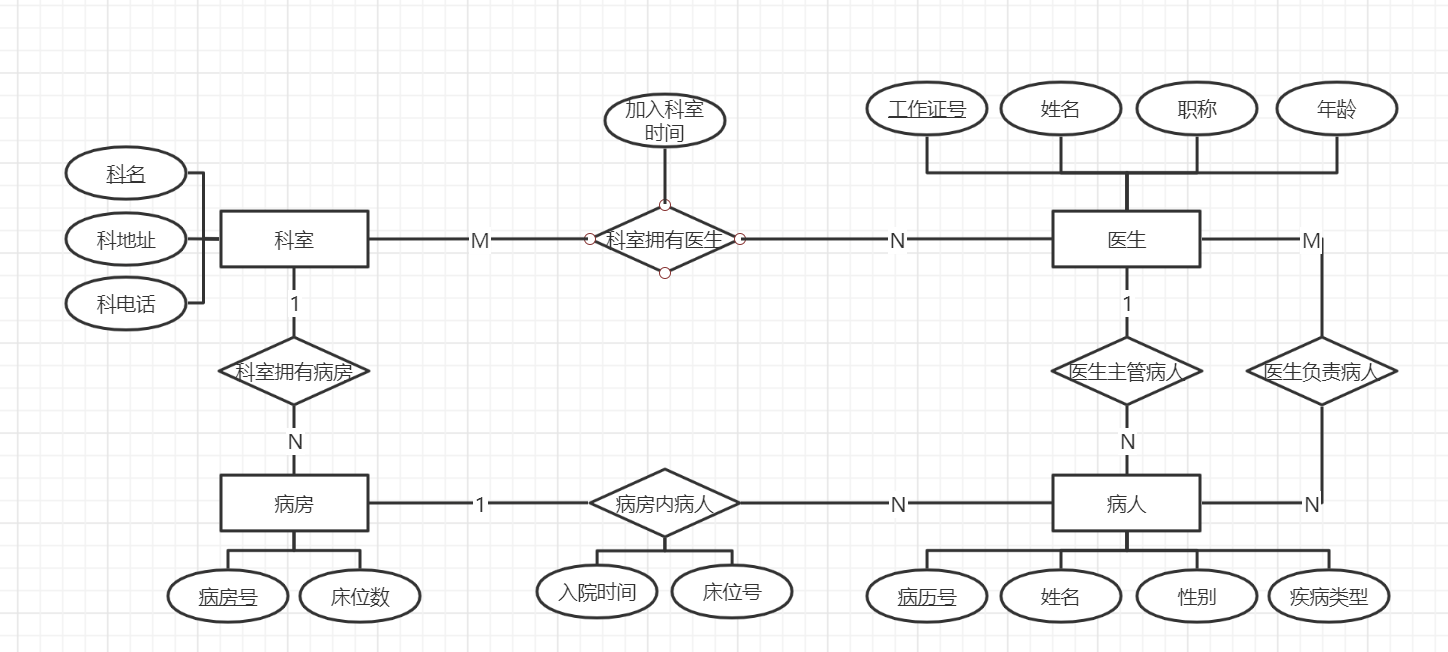 工作证号
姓名
职称
年龄
加入科室
时间
科名
科地址
科电话
科室
M
科室拥有医生
N
医生
M
1
1
科室拥有病房
医生主管病人
医生负责病人
N
N
病房
1
病房内病人
N
病人
N
病房号
床位数
入院时间
床位号
病历号
姓名
性别
疾病类型